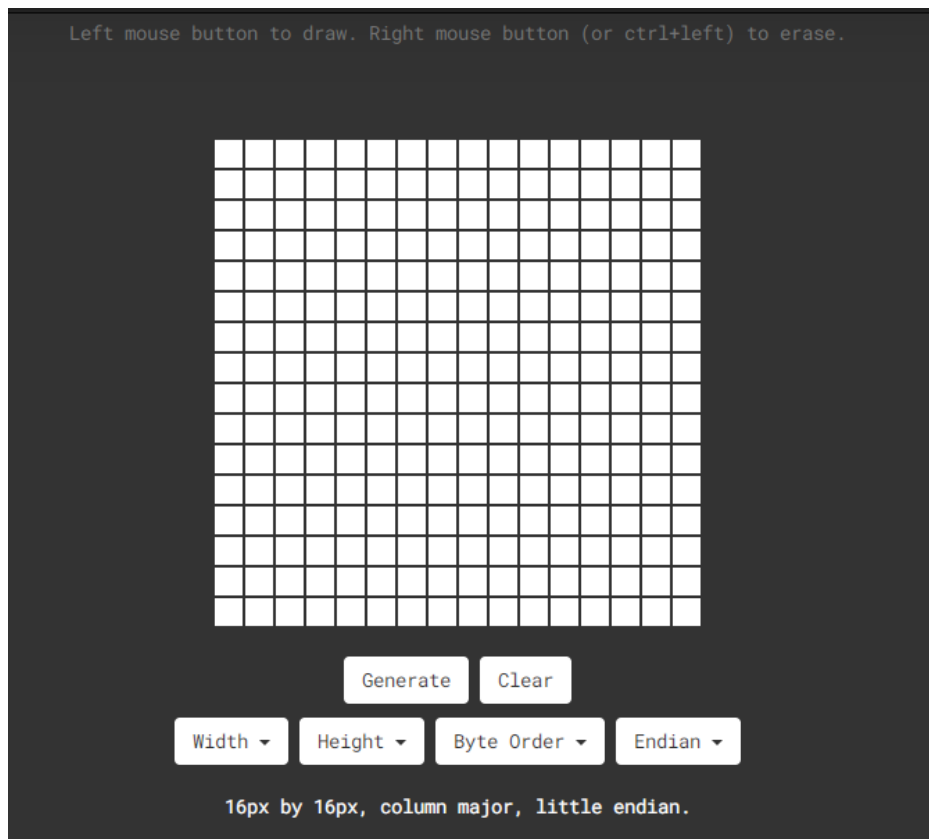 Left mouse button to draw. Right mouse button (or ctrl+left) to erase.
Generate Clear
Width Height Byte Order Endian
16px by 16px, column major, little endian.